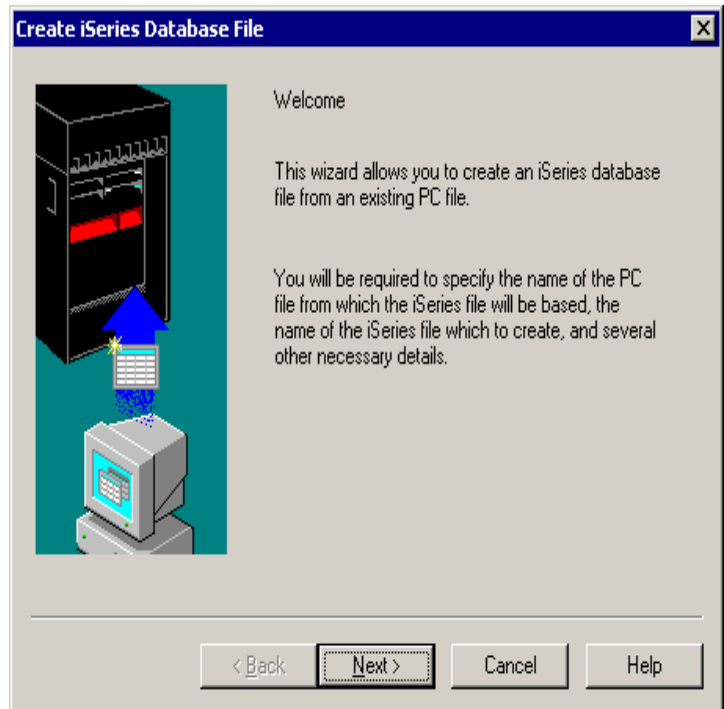 Create iSeries Database File
Welcome
This wizard allows you to create an iSeries database
file from an existing PC file.
You will be required to specify the name of the PC
file from which the iSeries file will be based, the
name of the iSeries file which to create, and several
other necessary details.
< Back
Next >
Cancel
Help